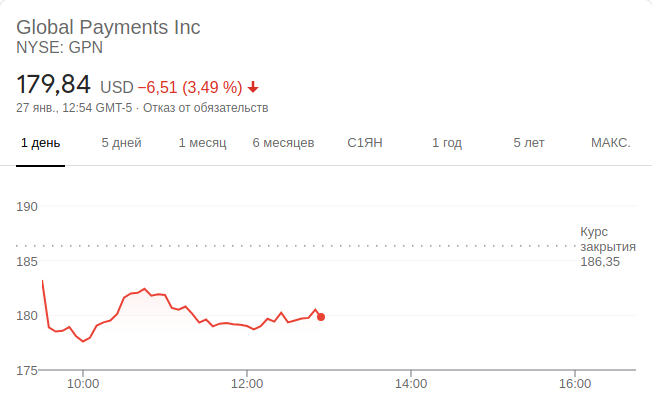 Global Payments Inc
NYSE: GPN
179,84 USD −6,51 (3,49 %)
27 янв., 12:54 GMT-5 · Отказ от обязательств
1 день 5 дней 1 месяц 6 месяцев С1ЯН 1 год 5 лет МАКС.
190
Курс
закрытия
186,35
185
180
175
10:00 12:00 14:00 16:00